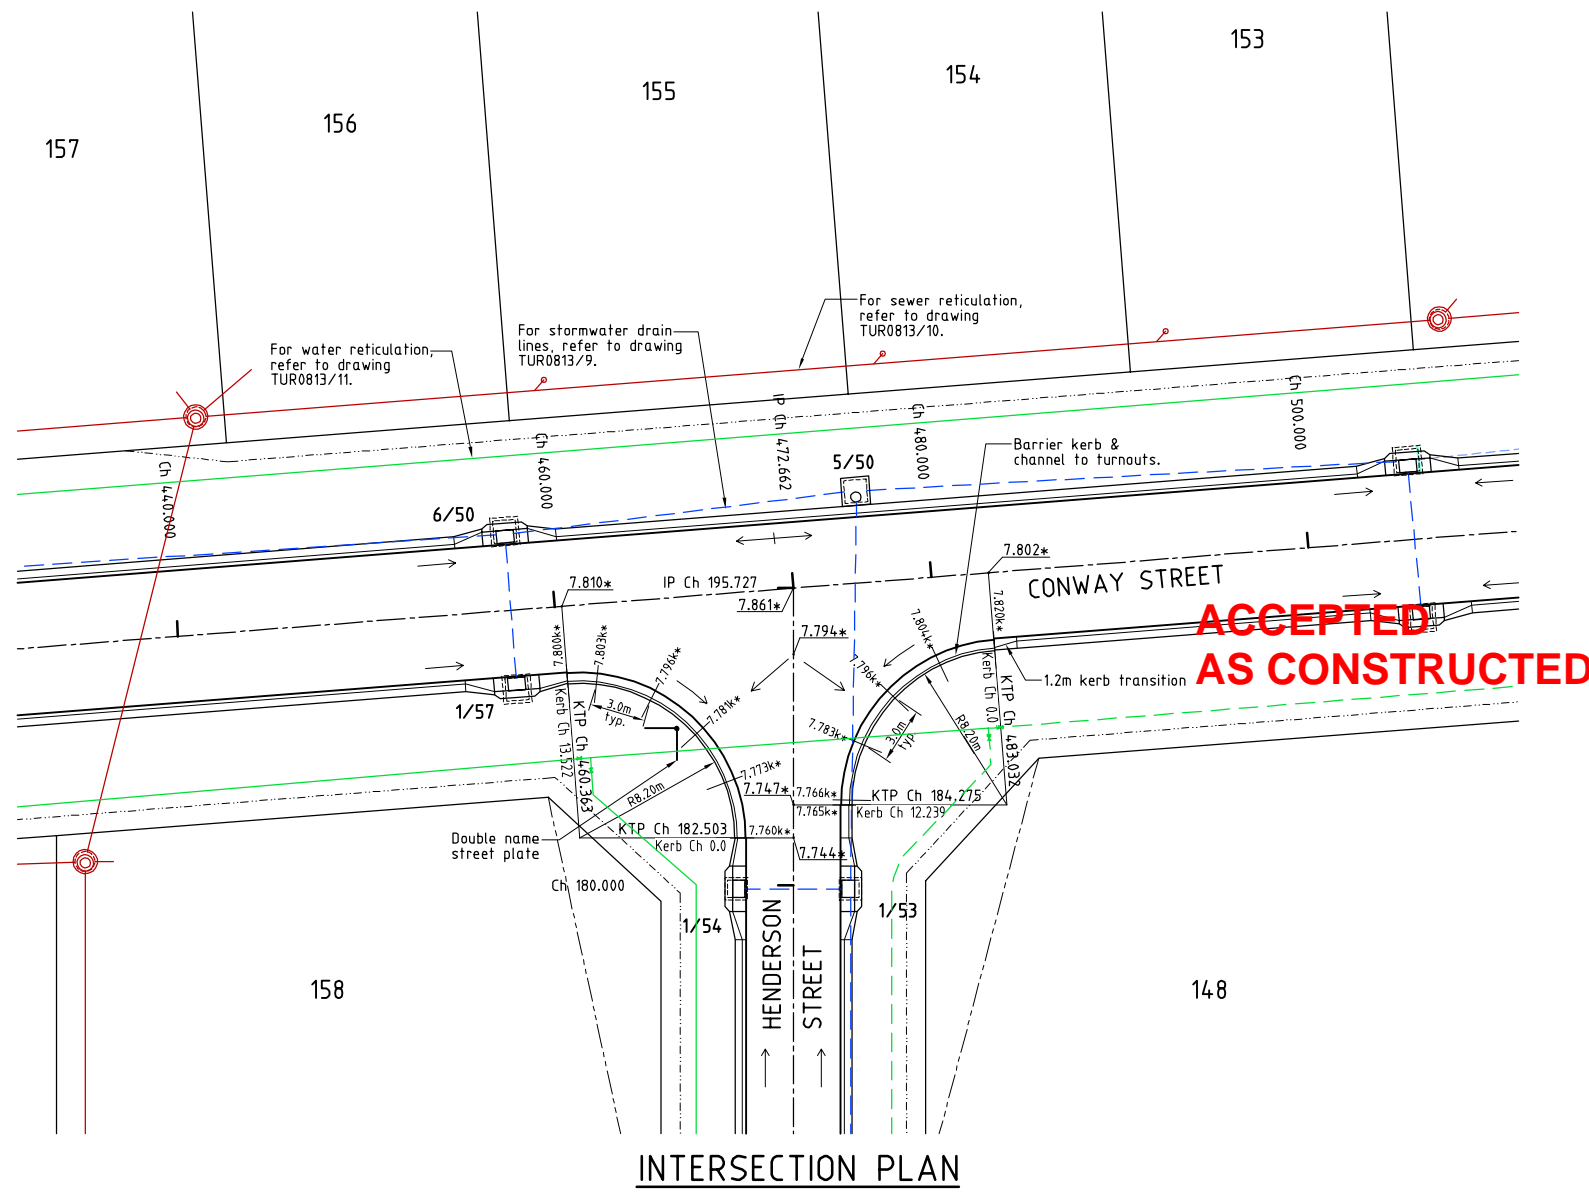 153
154
155
156
157
For sewer reticulation,
refer to drawing
TUR0813/10.
For stormwater drain
lines, refer to drawing
TUR0813/9.
For water reticulation,
refer to drawing
TUR0813/11.
Ch 440.000
Ch 460.000
IP Ch 472.662
Ch 480.000
Ch 500.000
Barrier kerb &
channel to turnouts.
5/50
6/50
7.802*
7.810*
IP Ch 195.727
7.861*
CONWAY STREET
7.820k*
7.800k*
7.803k*
7.796k*
7.794*
7.804k*
7.796k*
ACCEPTED
AS CONSTRUCTED
1.2m kerb transition
1/57
Kerb Ch 13.522
KTP Ch 460.363
3.0m
typ.
7.781k*
7.783k*
3.0m
typ.
R8.20m
Kerb Ch 0.0
KTP Ch 483.032
7.773k*
R8.20m
7.747*
7.766k*
KTP Ch 184.275
7.765k*
Kerb Ch 12.239
KTP Ch 182.503
7.760k*
Kerb Ch 0.0
7.744*
Double name
street plate
Ch 180.000
1/54
1/53
HENDERSON
STREET
158
148
INTERSECTION PLAN